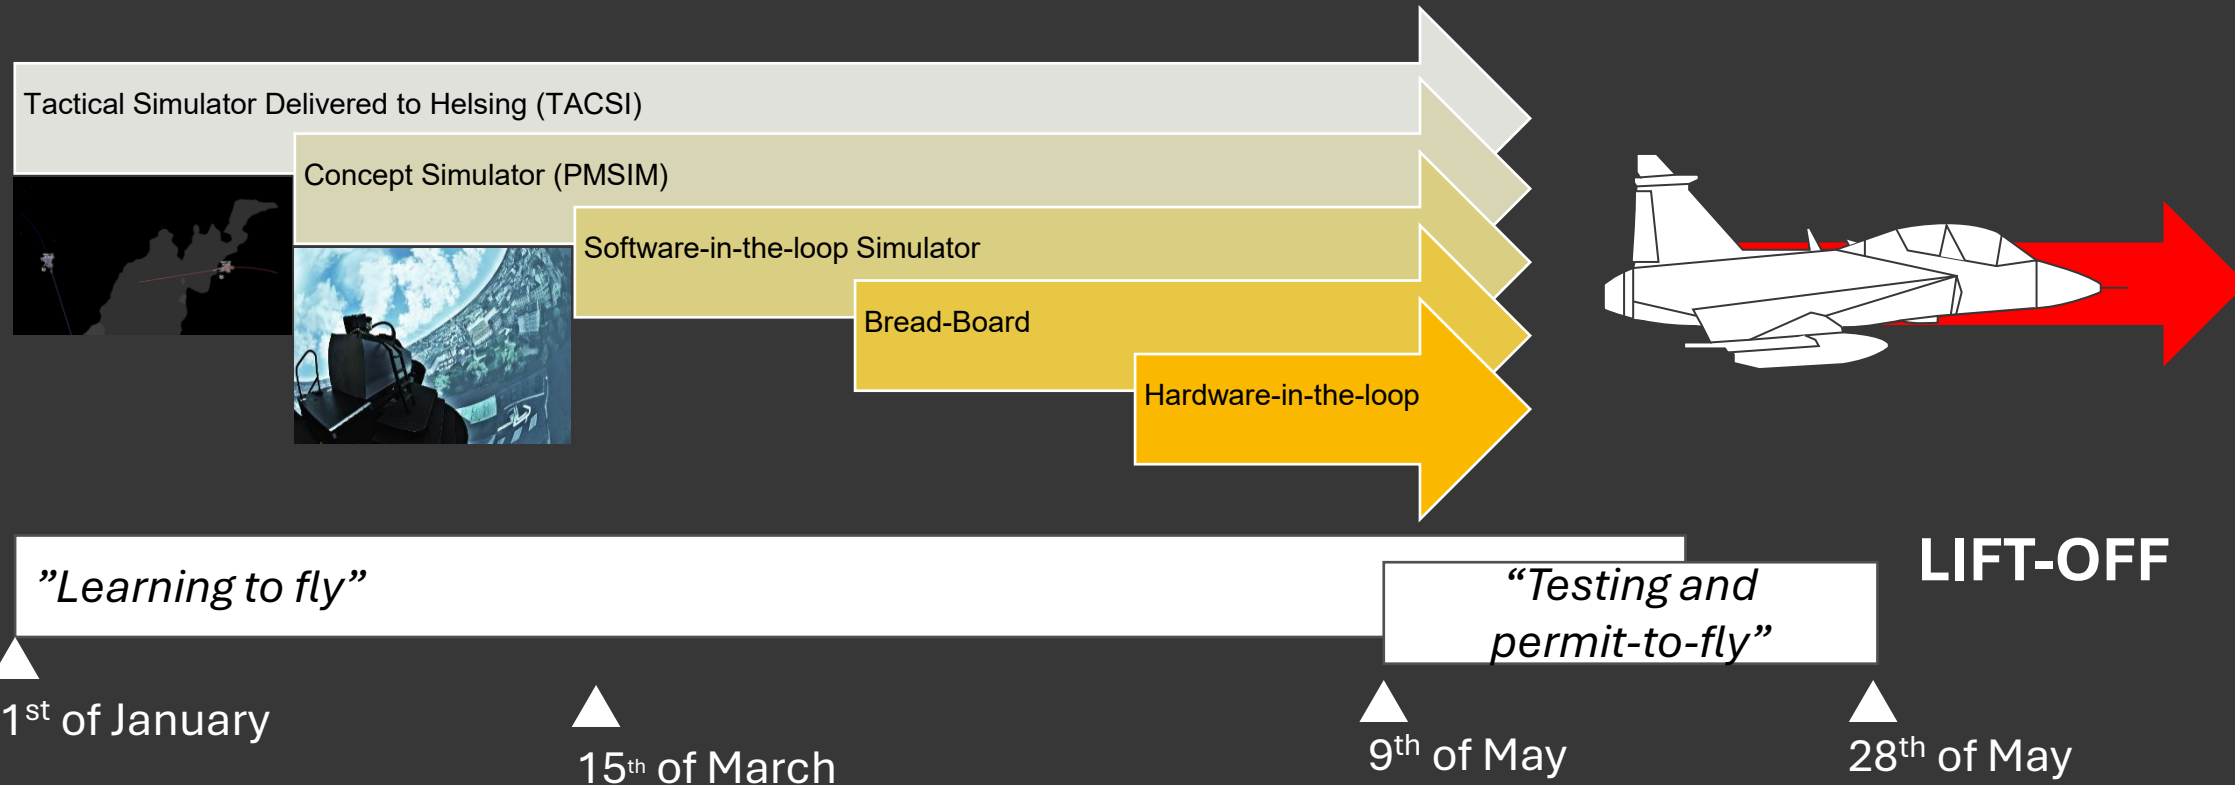 Tactical Simulator Delivered to Helsing (TACSI)
Concept Simulator (PMSIM)
Software-in-the-loop Simulator
Bread-Board
Hardware-in-the-loop
”Learning to fly”
“Testing and
permit-to-fly”
LIFT-OFF
1st of January
15th of March
9th of May
28th of May